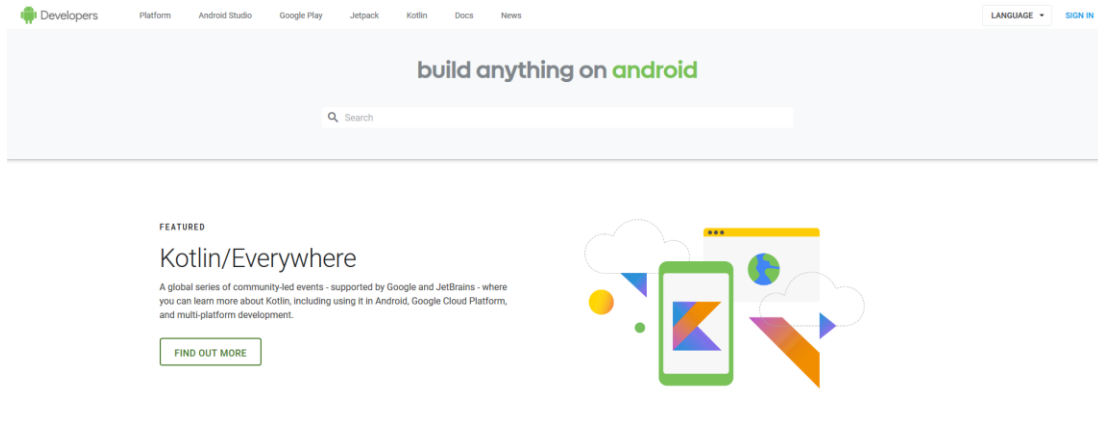 Developers Platform Android Studio Google Play Jetpack Kotlin Docs News LANGUAGE SIGN IN
build anything on android
Search
FEATURED
Kotlin/Everywhere
A global series of community-led events - supported by Google and JetBrains - where
you can learn more about Kotlin, including using it in Android, Google Cloud Platform,
and multi-platform development.
FIND OUT MORE